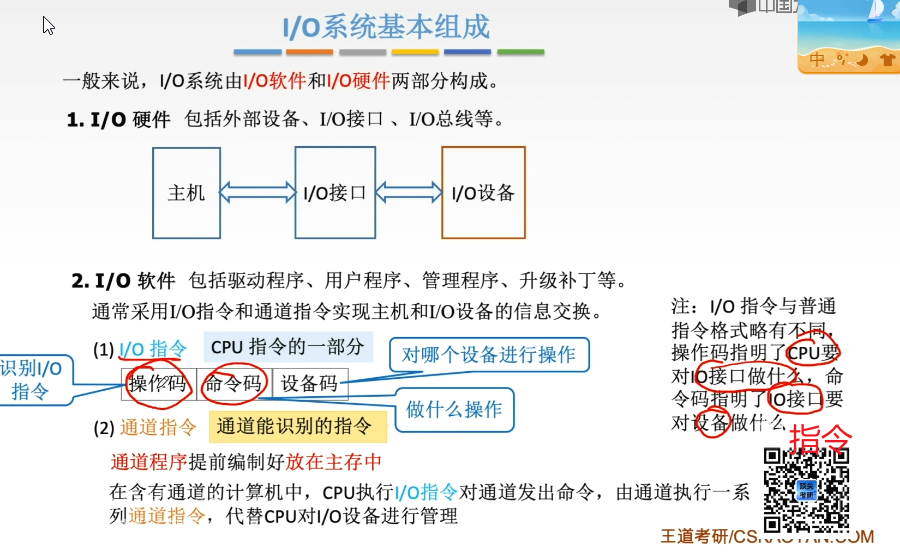 I/O系统基本组成
中
一般来说，I/O系统由I/O软件和I/O硬件两部分构成。
1. I/O 硬件 包括外部设备、I/O接口 、I/O总线等。
主机
I/O接口
I/O设备
2. I/O 软件 包括驱动程序、用户程序、管理程序、升级补丁等。
通常采用I/O指令和通道指令实现主机和I/O设备的信息交换。
(1) I/O 指令
CPU 指令的一部分
对哪个设备进行操作
识别I/O
指令
操作码
命令码
设备码
做什么操作
(2) 通道指令
通道能识别的指令
通道程序提前编制好放在主存中
在含有通道的计算机中，CPU执行I/O指令对通道发出命令，由通道执行一系
列通道指令，代替CPU对I/O设备进行管理
注：I/O 指令与普通
指令格式略有不同，
操作码指明了CPU要
对IO接口做什么，命
令码指明了IO接口要
对设备做什么
指令
王道考研/CSKAOYAN.COM